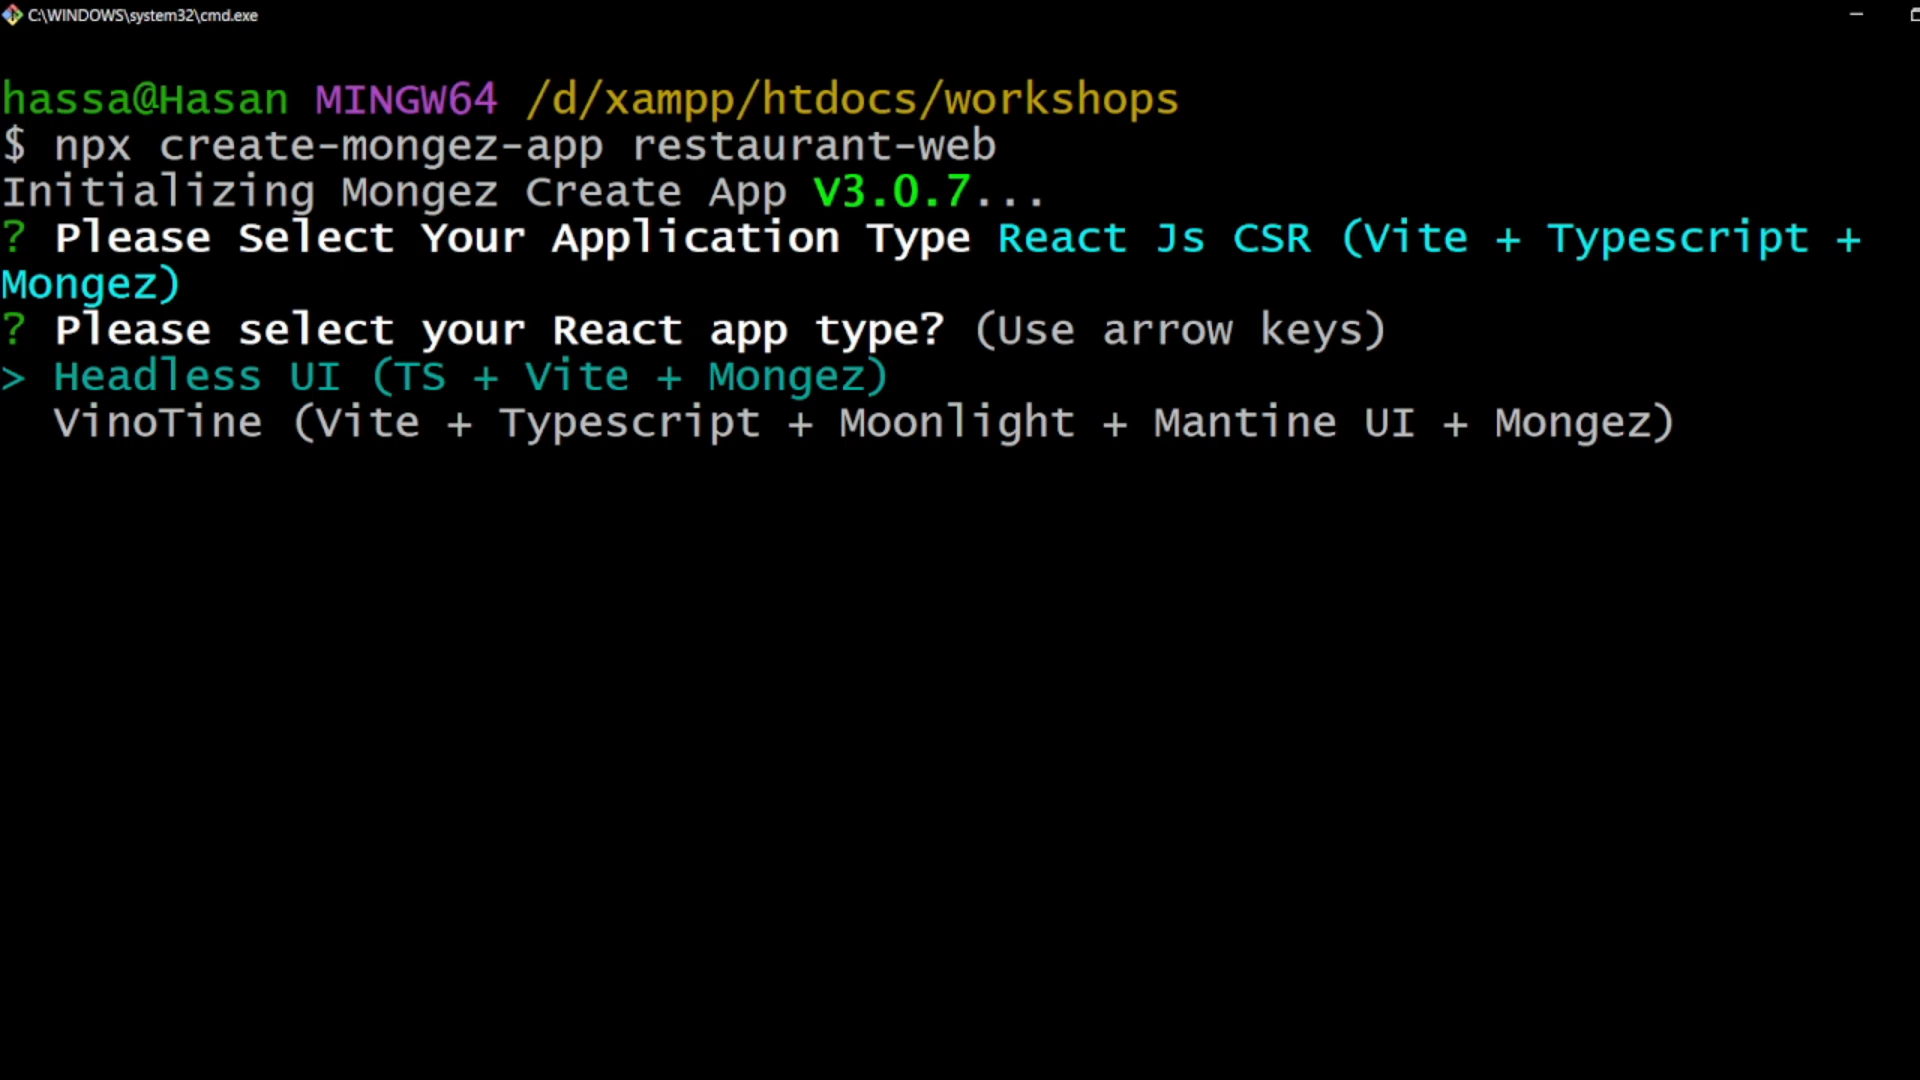 C:\WINDOWS\system32\cmd.exe
hassa@Hasan MINGW64 /d/xampp/htdocs/workshops
$ npx create-mongez-app restaurant-web
Initializing Mongez Create App v3.0.7...
? Please Select Your Application Type React Js CSR (Vite + Typescript +
Mongez)
? Please select your React app type? (Use arrow keys)
> Headless UI (TS + Vite + Mongez)
VinoTine (Vite + Typescript + Moonlight + Mantine UI + Mongez)